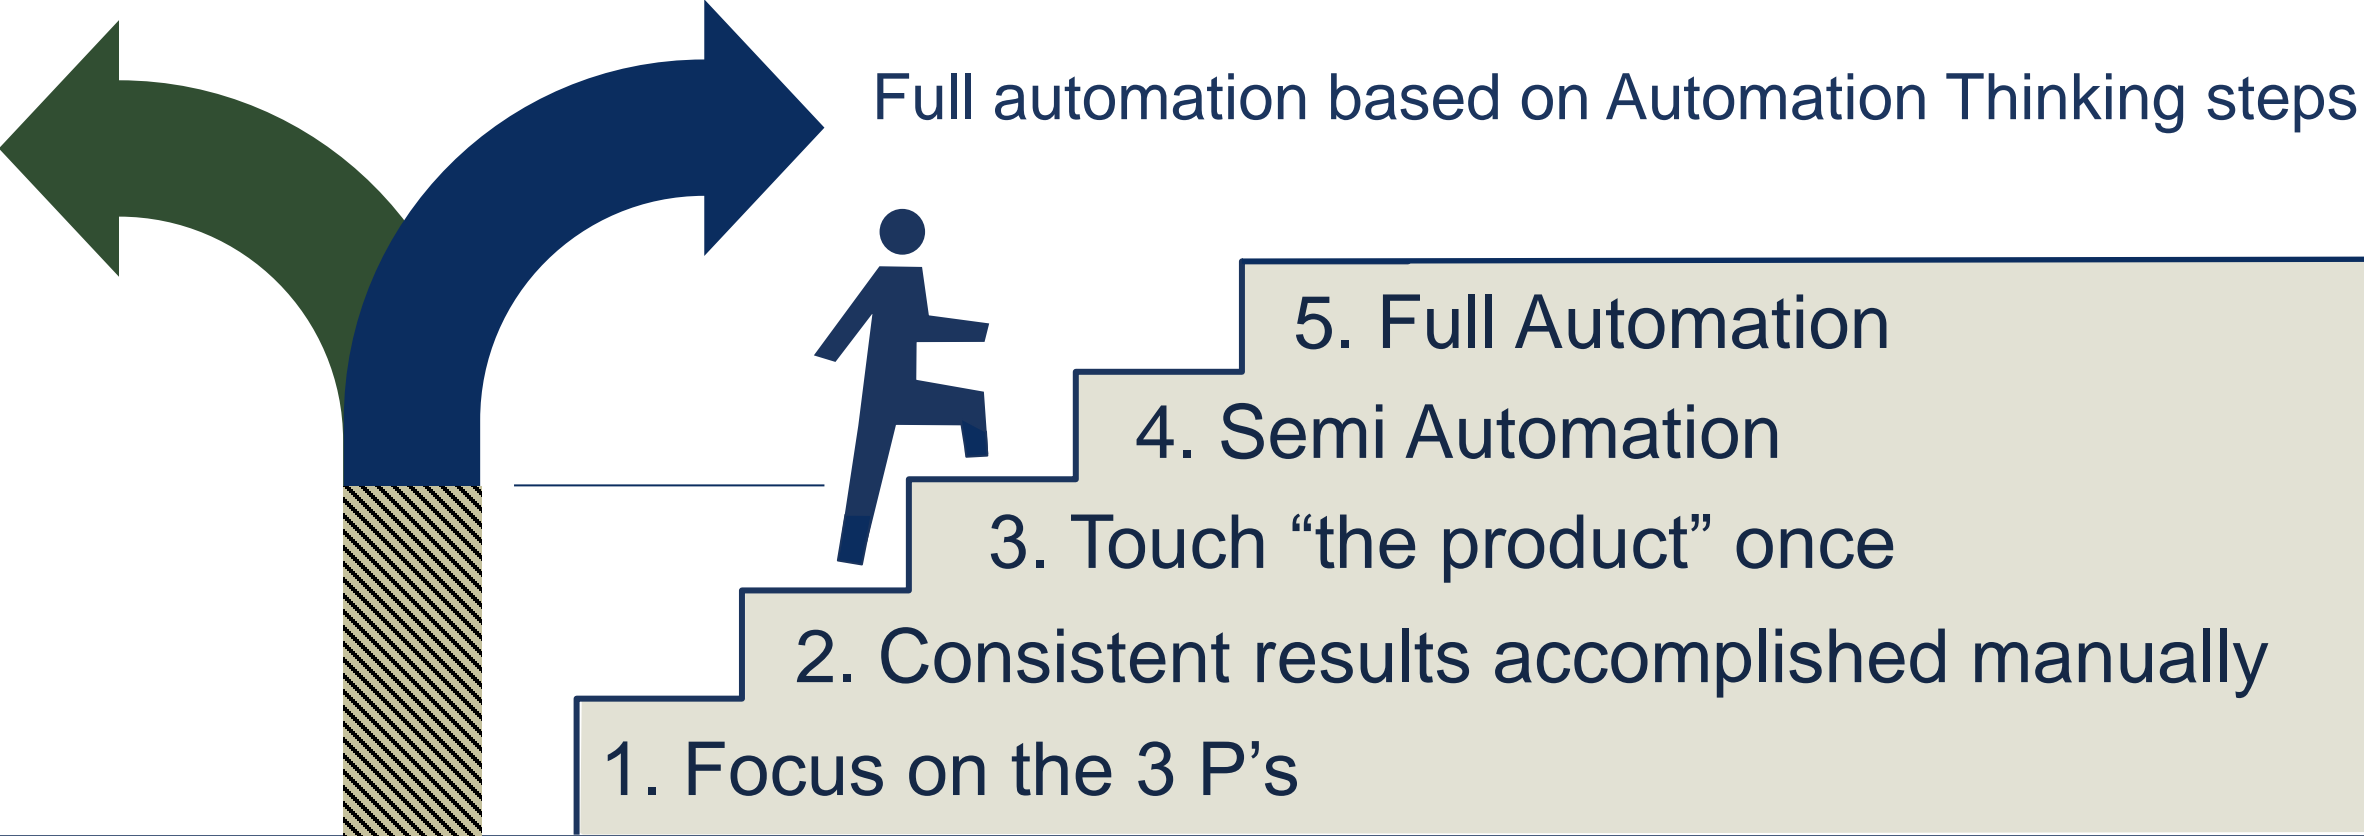 Full automation based on Automation Thinking steps
5. Full Automation
4. Semi Automation
3. Touch “the product” once
2. Consistent results accomplished manually
1. Focus on the 3 P’s